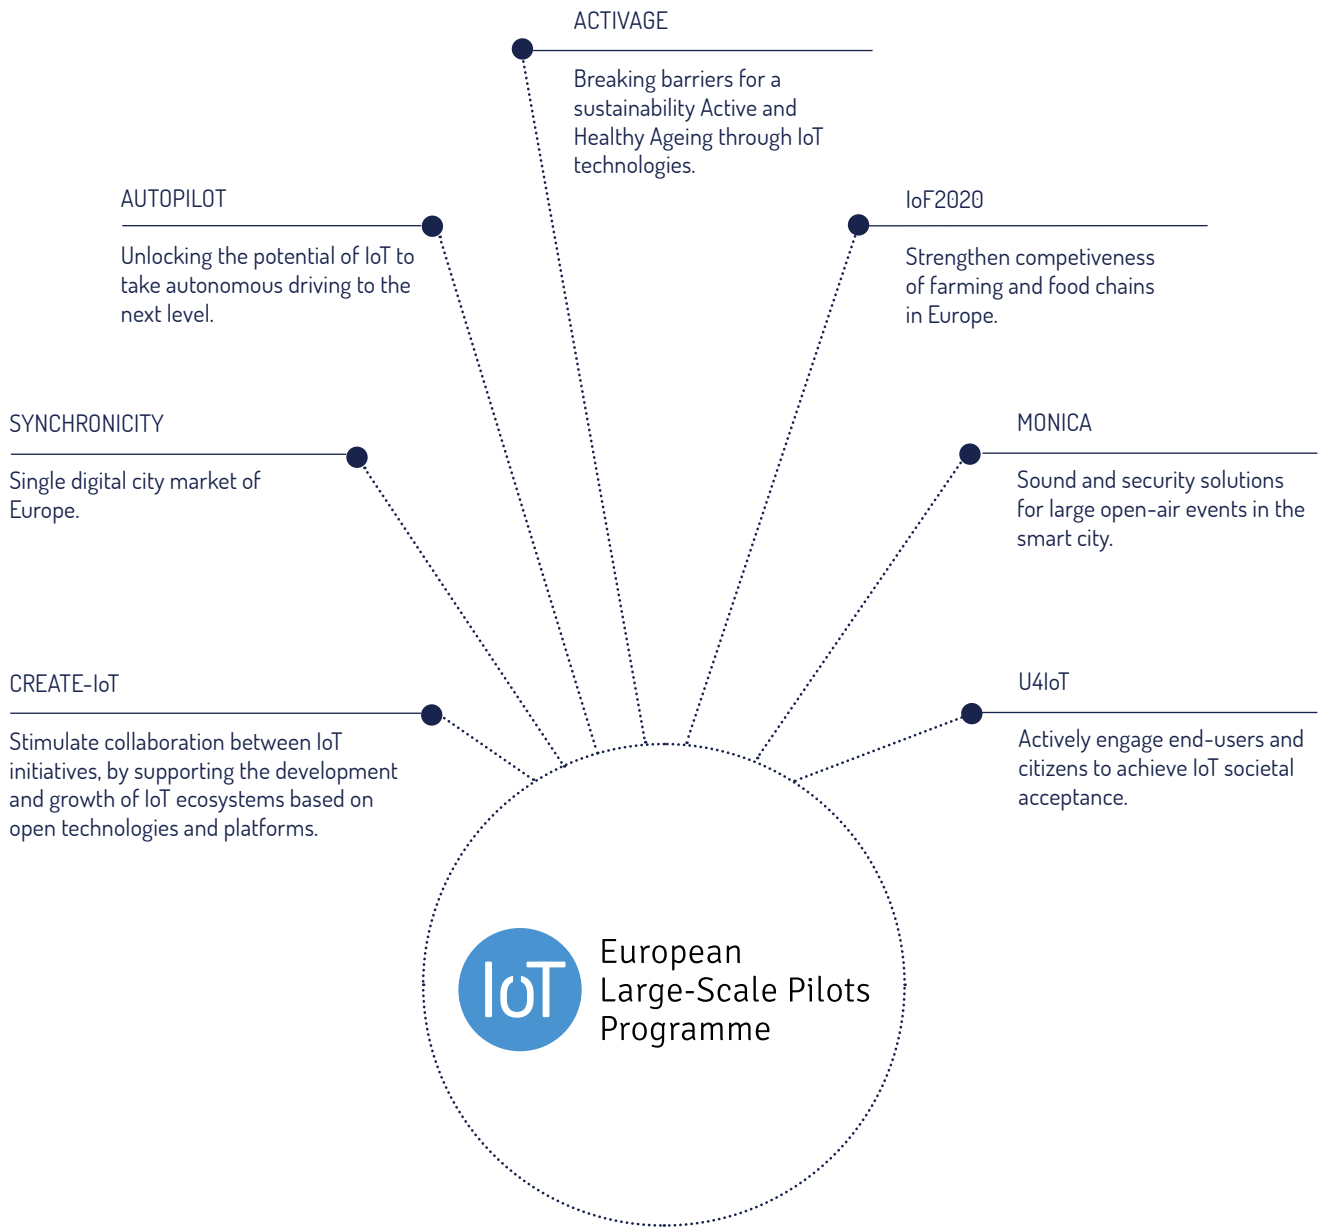 ACTIVAGE
Breaking barriers for a
sustainability Active and
Healthy Ageing through IoT
technologies.
AUTOPILOT
Unlocking the potential of IoT to
take autonomous driving to the
next level.
IoF2020
Strengthen competiveness
of farming and food chains
in Europe.
SYNCHRONICITY
Single digital city market of
Europe.
MONICA
Sound and security solutions
for large open-air events in the
smart city.
CREATE-IoT
Stimulate collaboration between IoT
initiatives, by supporting the development
and growth of IoT ecosystems based on
open technologies and platforms.
U4IoT
Actively engage end-users and
citizens to achieve IoT societal
acceptance.
IoT
European
Large-Scale Pilots
Programme